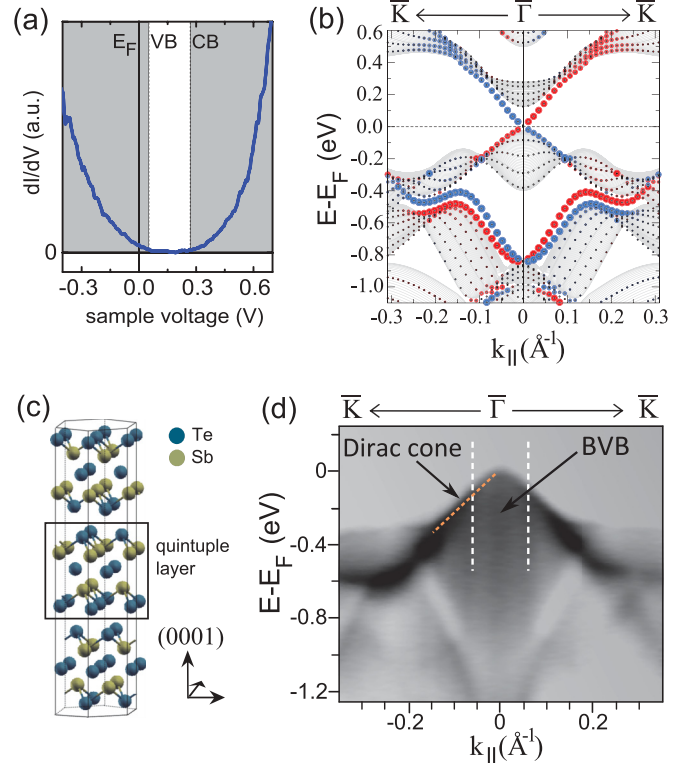 (a)
E_F VB CB
dI/dV (a.u.)
0
-0.3 0.0 0.3 0.6
sample voltage (V)
(b)
K̄ ← Γ̄ → K̄
E-E_F (eV)
0.6
0.4
0.2
0.0
-0.2
-0.4
-0.6
-0.8
-1.0
-0.3 -0.2 -0.1 0 0.1 0.2 0.3
k_||(Å⁻¹)
(c)
Te
Sb
quintuple
layer
(0001)
(d)
K̄ ← Γ̄ → K̄
Dirac cone
BVB
E-E_F (eV)
0
-0.4
-0.8
-1.2
-0.2 0 0.2
k_||(Å⁻¹)